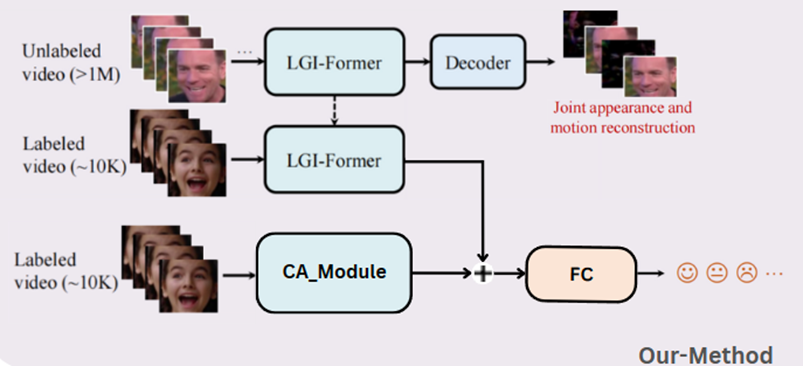 Unlabeled
video (>1M)
...
LGI-Former
Decoder
Joint appearance and
motion reconstruction
Labeled
video (~10K)
LGI-Former
Labeled
video (~10K)
CA_Module
+
FC
...
Our-Method